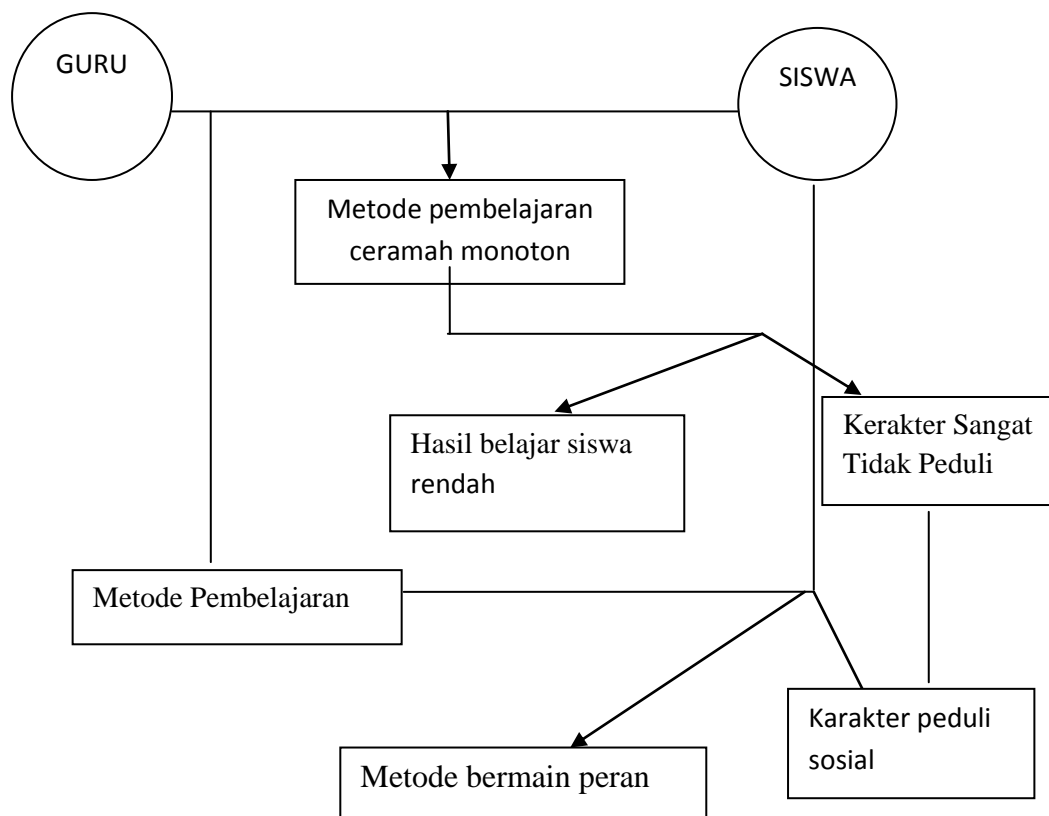 GURU
SISWA
Metode pembelajaran
ceramah monoton
Hasil belajar siswa
rendah
Kerakter Sangat
Tidak Peduli
Metode Pembelajaran
Karakter peduli
sosial
Metode bermain peran